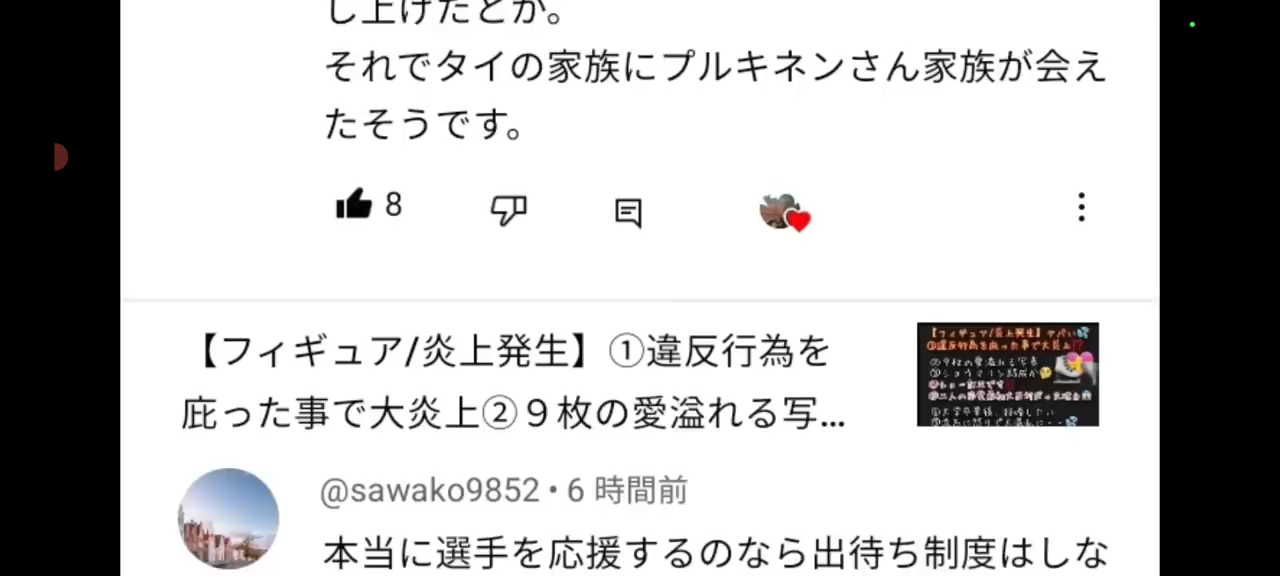 し上げたとか。
それでタイの家族にプルキネンさん家族が会え
たそうです。
8
【フィギュア/炎上発生】①違反行為を
庇った事で大炎上②９枚の愛溢れる写...
@sawako9852 • 6 時間前
本当に選手を応援するのなら出待ち制度はしな